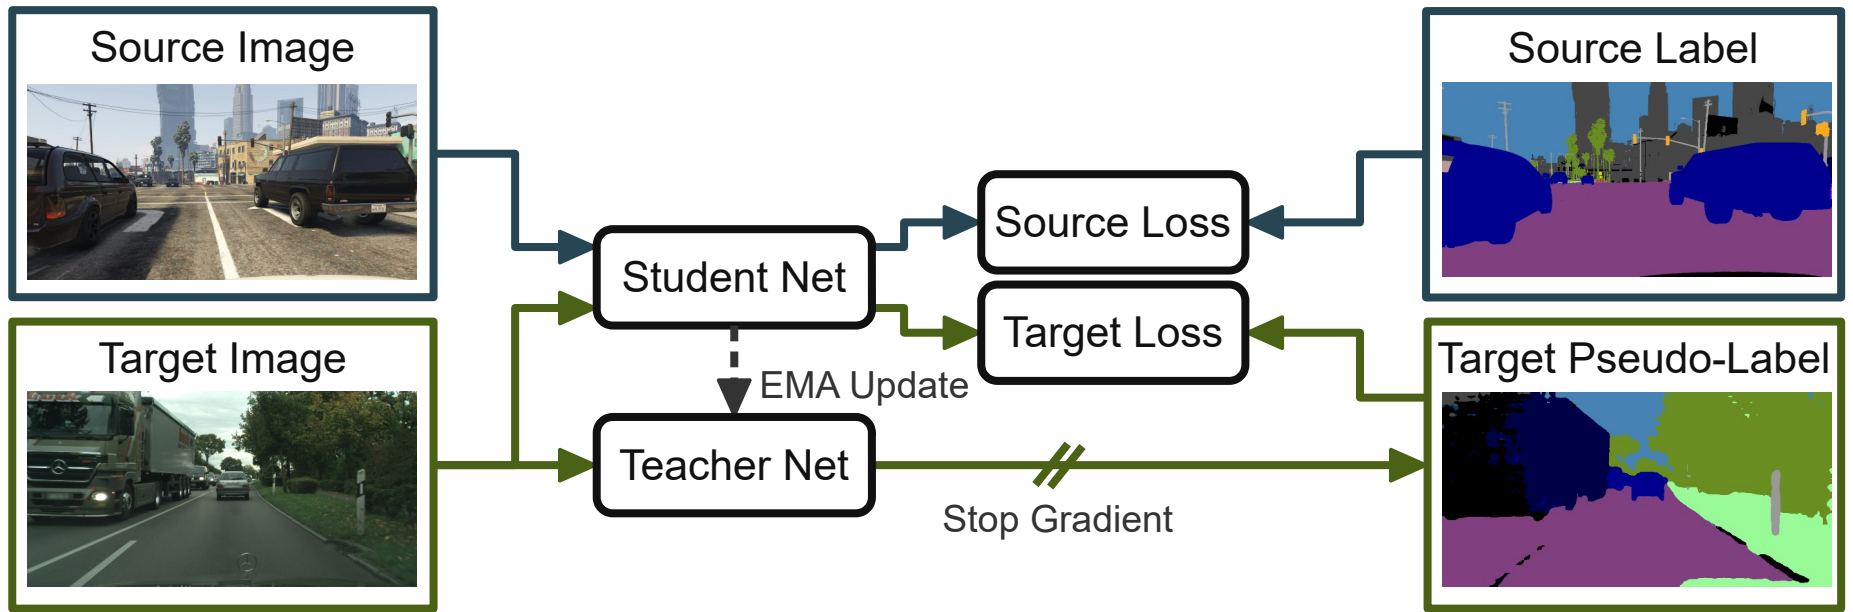 Source Image
Source Label
Source Loss
Student Net
Target Loss
Target Image
Target Pseudo-Label
EMA Update
Teacher Net
Stop Gradient